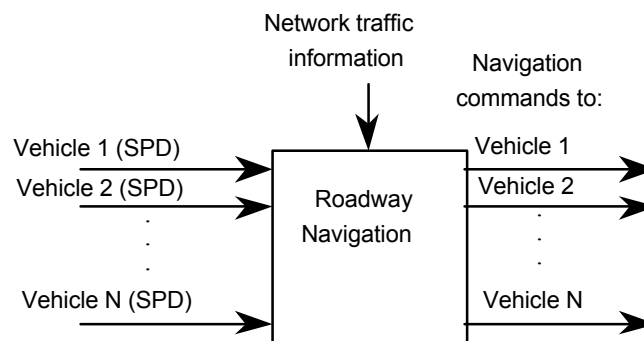 Network traffic
information
Navigation
commands to:
Vehicle 1 (SPD)
Vehicle 2 (SPD)
Vehicle N (SPD)
Roadway
Navigation
Vehicle 1
Vehicle 2
Vehicle N